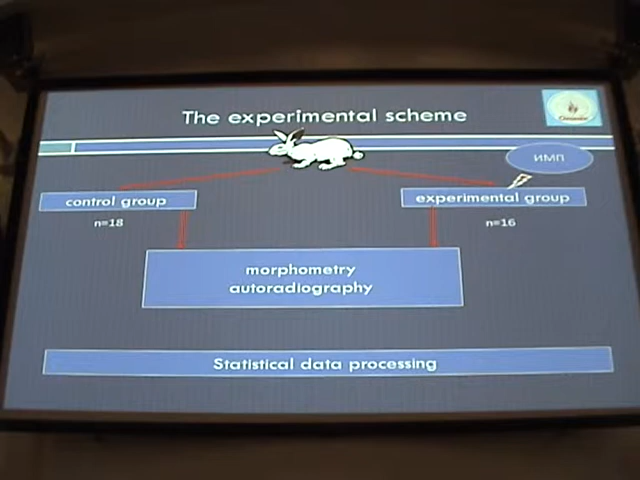 The experimental scheme
ИМП
control group
experimental group
n=18
n=16
morphometry
autoradiography
Statistical data processing